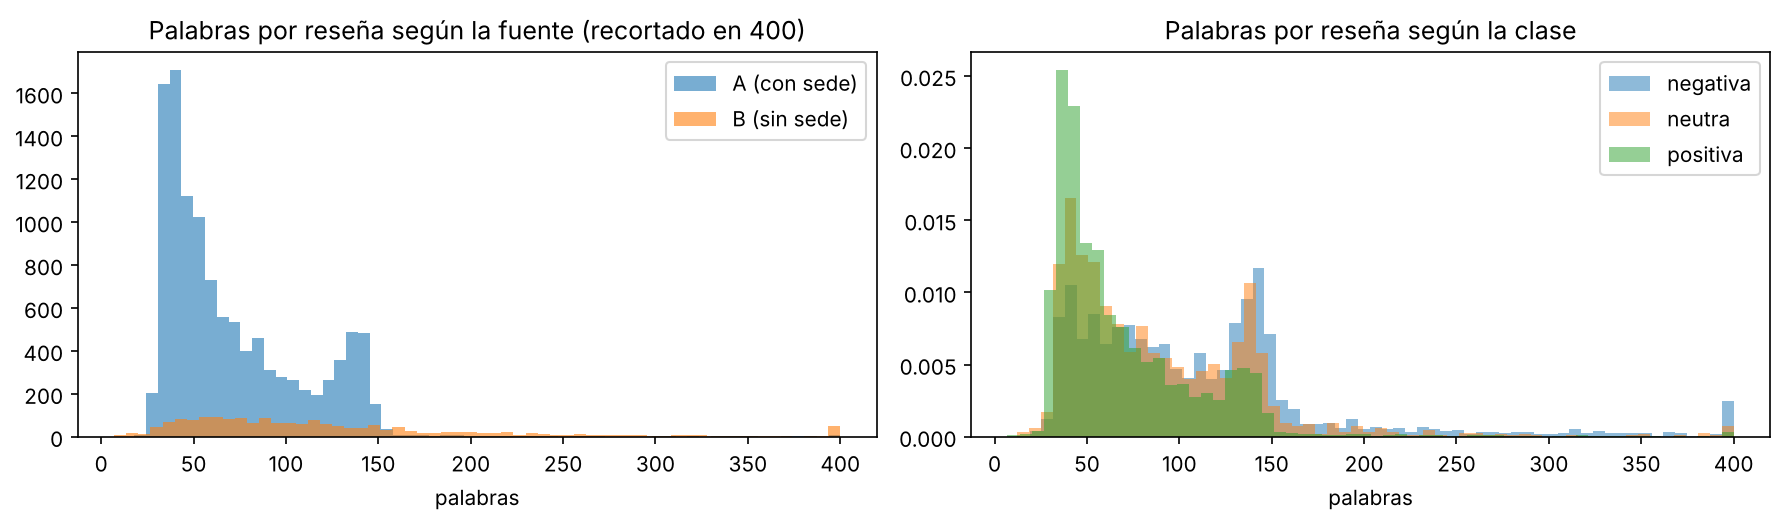 Palabras por reseña según la fuente (recortado en 400)
A (con sede)
B (sin sede)
1600
1400
1200
1000
800
600
400
200
0
0 50 100 150 200 250 300 350 400
palabras
Palabras por reseña según la clase
negativa
neutra
positiva
0.025
0.020
0.015
0.010
0.005
0.000
0 50 100 150 200 250 300 350 400
palabras